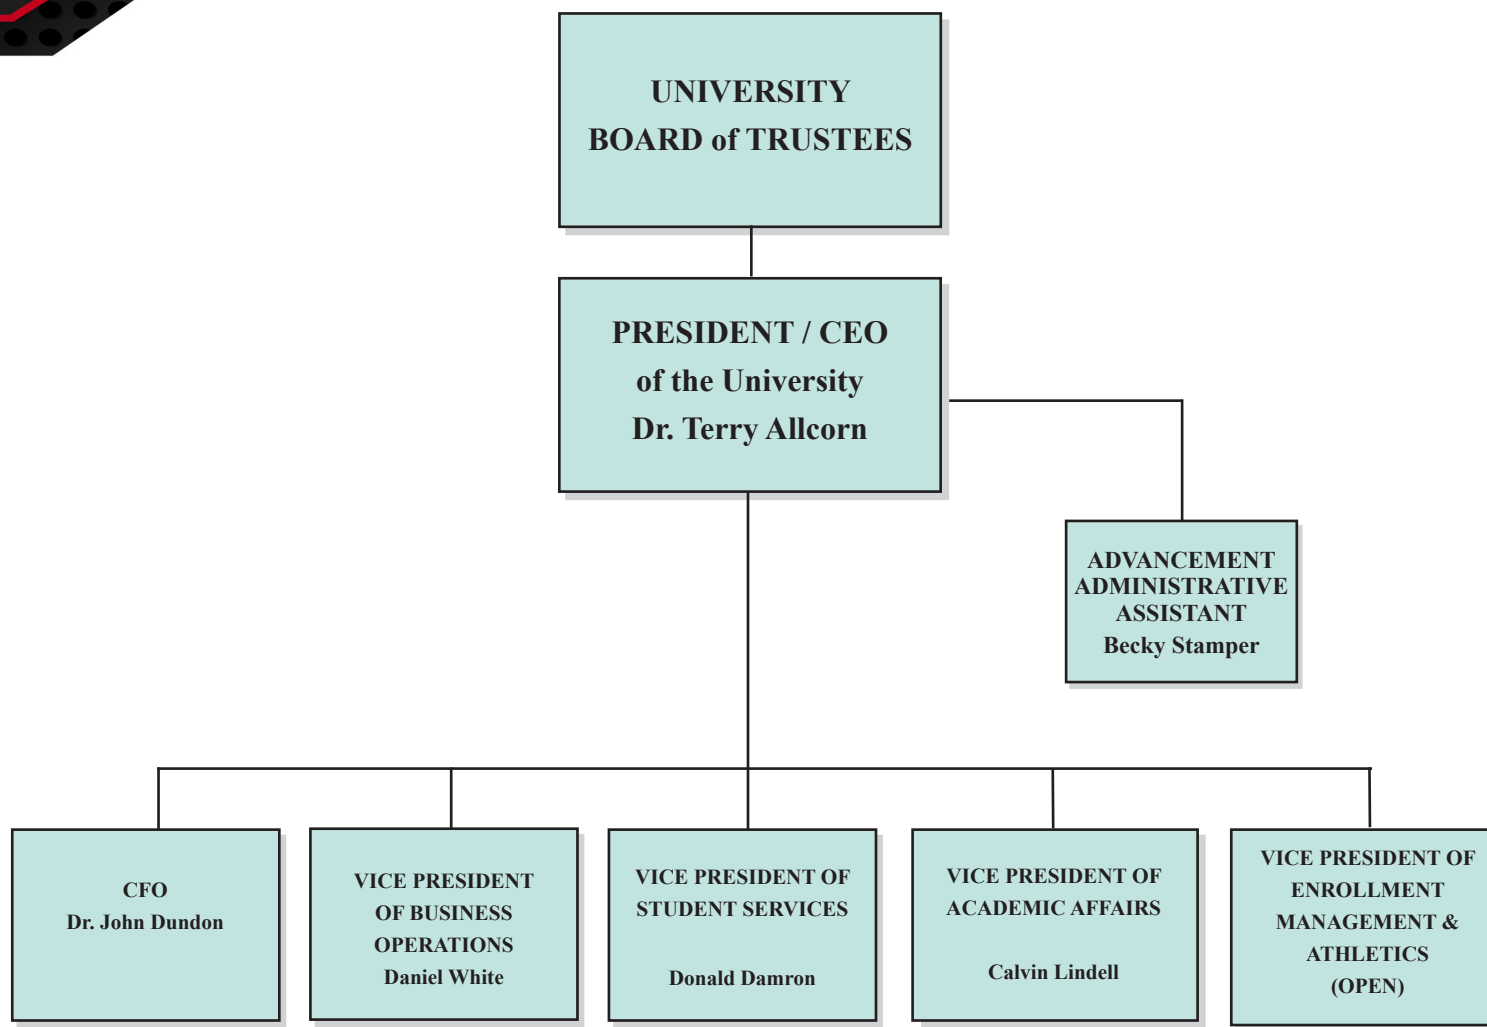 UNIVERSITY
BOARD of TRUSTEES
PRESIDENT / CEO
of the University
Dr. Terry Allcorn
ADVANCEMENT
ADMINISTRATIVE
ASSISTANT
Becky Stamper
CFO
Dr. John Dundon
VICE PRESIDENT
OF BUSINESS
OPERATIONS
Daniel White
VICE PRESIDENT OF
STUDENT SERVICES
Donald Damron
VICE PRESIDENT OF
ACADEMIC AFFAIRS
Calvin Lindell
VICE PRESIDENT OF
ENROLLMENT
MANAGEMENT &
ATHLETICS
(OPEN)